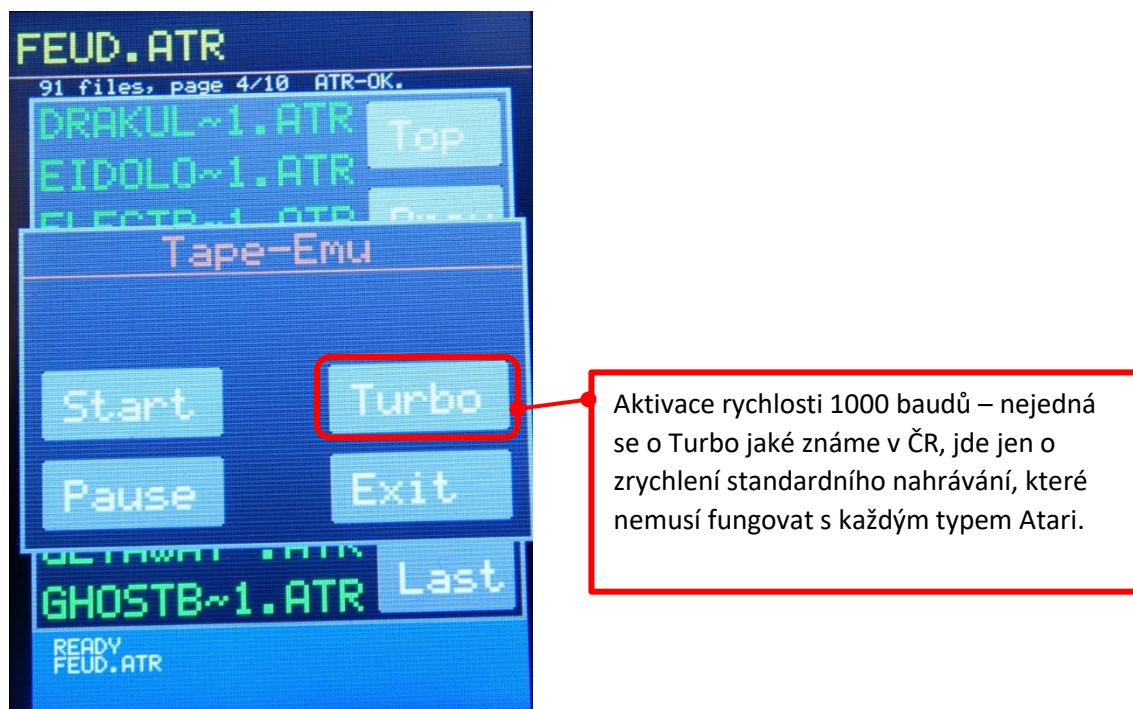 FEUD.ATR
91 files, page 4/10 ATR-OK.
DRAKUL~1.ATR
Top
EIDOLO~1.ATR
Tape-Emu
Start
Turbo
Pause
Exit
GHOSTB~1.ATR
Last
READY
FEUD.ATR
Aktivace rychlosti 1000 baudů – nejedná
se o Turbo jaké známe v ČR, jde jen o
zrychlení standardního nahrávání, které
nemusí fungovat s každým typem Atari.